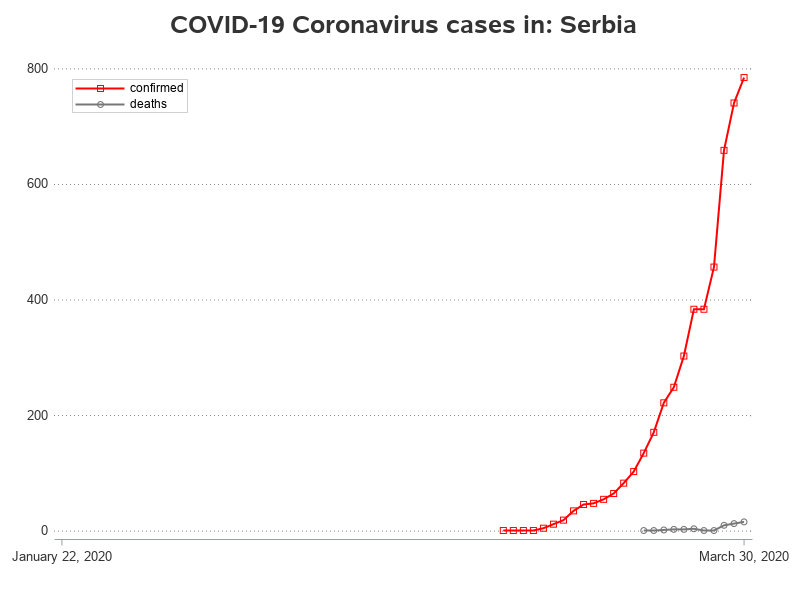 COVID-19 Coronavirus cases in: Serbia
800
confirmed
deaths
600
400
200
0
January 22, 2020
March 30, 2020